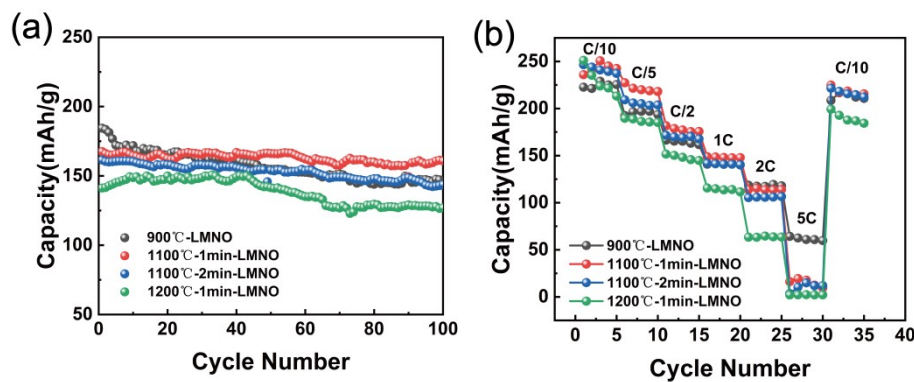 (a)
250
200
150
100
50
Capacity(mAh/g)
900℃-LMNO
1100℃-1min-LMNO
1100℃-2min-LMNO
1200℃-1min-LMNO
0 20 40 60 80 100
Cycle Number
(b)
250
200
150
100
50
0
Capacity(mAh/g)
C/10
C/5
C/2
1C
2C
5C
C/10
900℃-LMNO
1100℃-1min-LMNO
1100℃-2min-LMNO
1200℃-1min-LMNO
0 5 10 15 20 25 30 35 40
Cycle Number